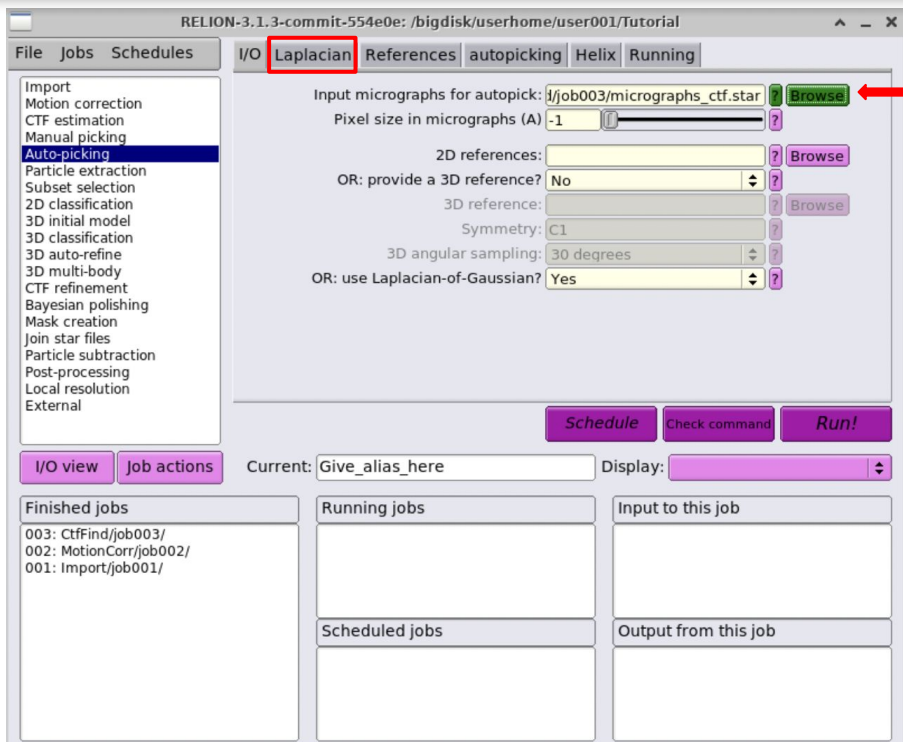 RELION-3.1.3-commit-554e0e: /bigdisk/userhome/user001/Tutorial
File Jobs Schedules
I/O Laplacian References autopicking Helix Running
Import
Motion correction
CTF estimation
Manual picking
Auto-picking
Particle extraction
Subset selection
2D classification
3D initial model
3D classification
3D auto-refine
3D multi-body
CTF refinement
Bayesian polishing
Mask creation
Join star files
Particle subtraction
Post-processing
Local resolution
External
Input micrographs for autopick: /job003/micrographs_ctf.star ? Browse
Pixel size in micrographs (A) -1 ?
2D references: ? Browse
OR: provide a 3D reference? No ?
3D reference: ? Browse
Symmetry: C1 ?
3D angular sampling: 30 degrees ?
OR: use Laplacian-of-Gaussian? Yes ?
Schedule Check command Run!
I/O view Job actions Current: Give_alias_here Display:
Finished jobs
003: CtfFind/job003/
002: MotionCorr/job002/
001: Import/job001/
Running jobs
Input to this job
Scheduled jobs
Output from this job